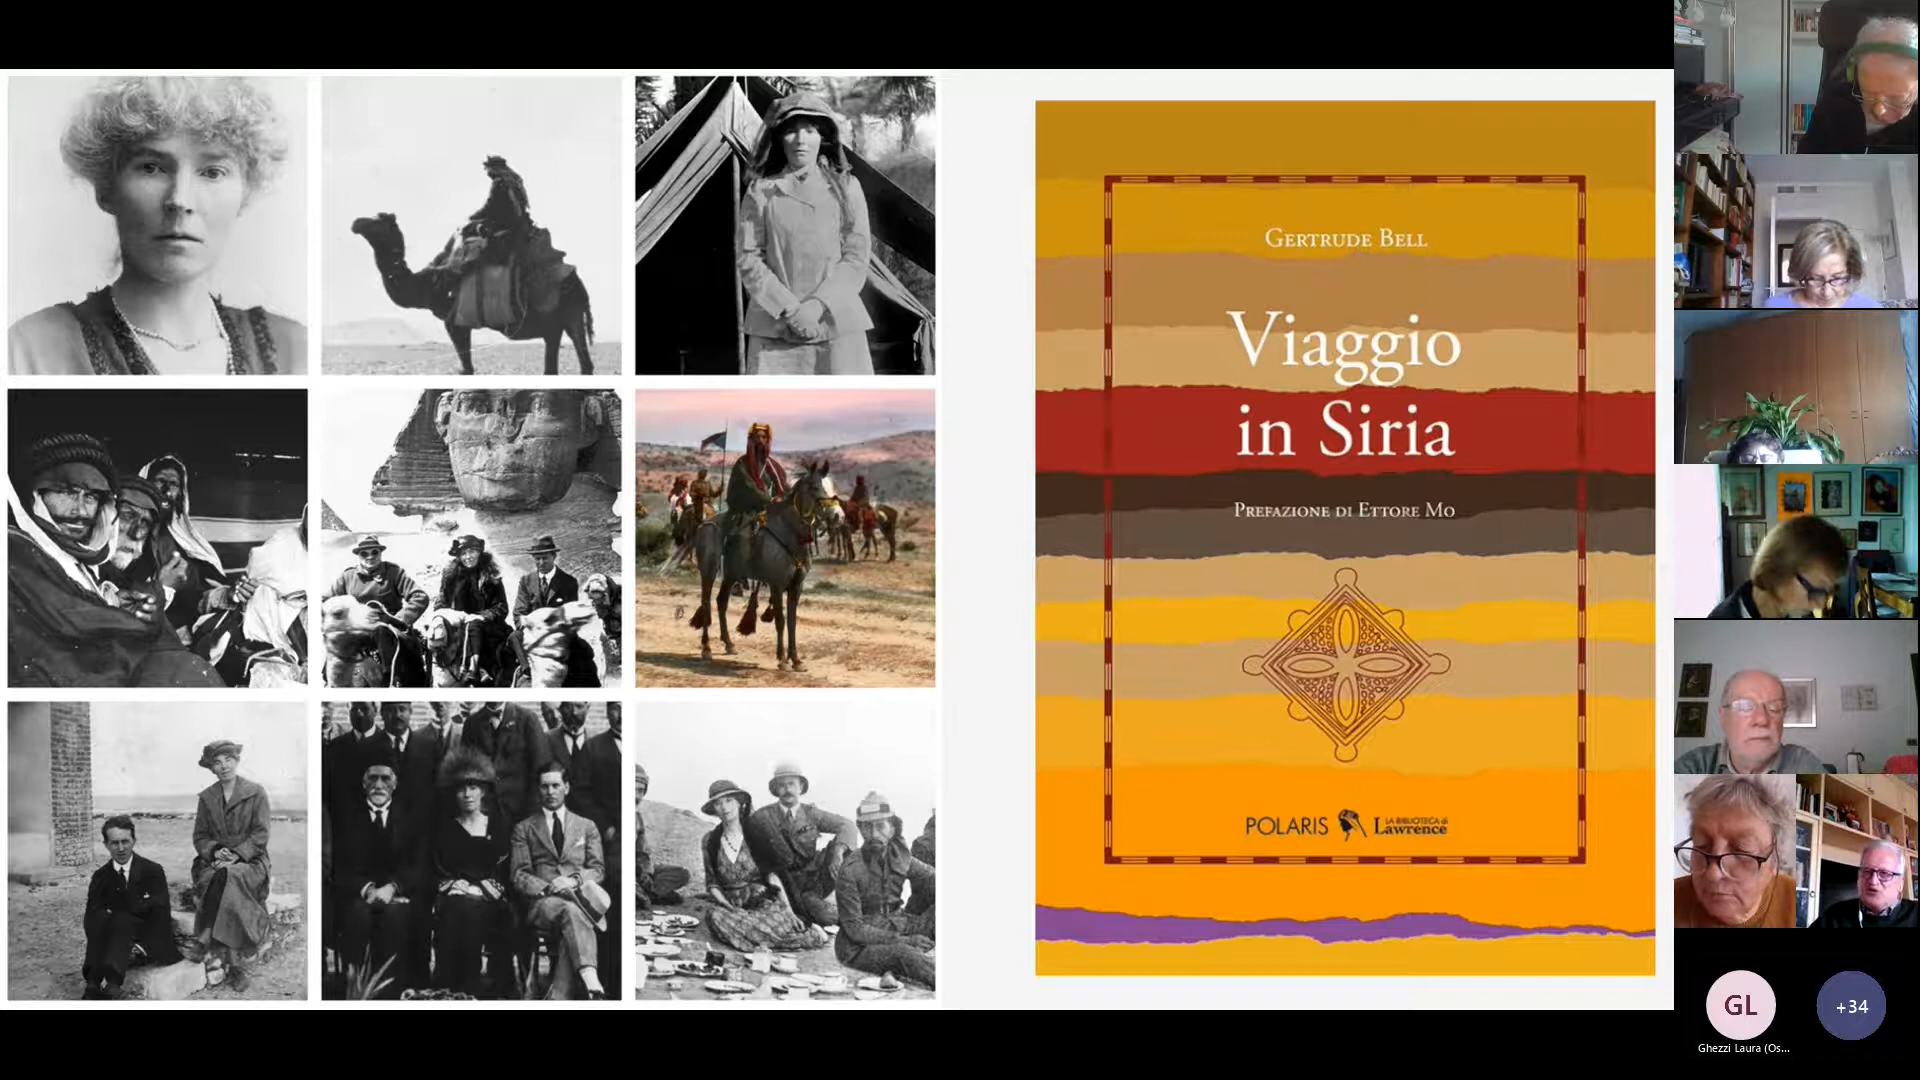 GERTRUDE BELL
Viaggio
in Siria
PREFAZIONE DI ETTORE MO
POLARIS
LA BIBLIOTECA di
Lawrence
GL
+34
Ghezzi Laura (Os...